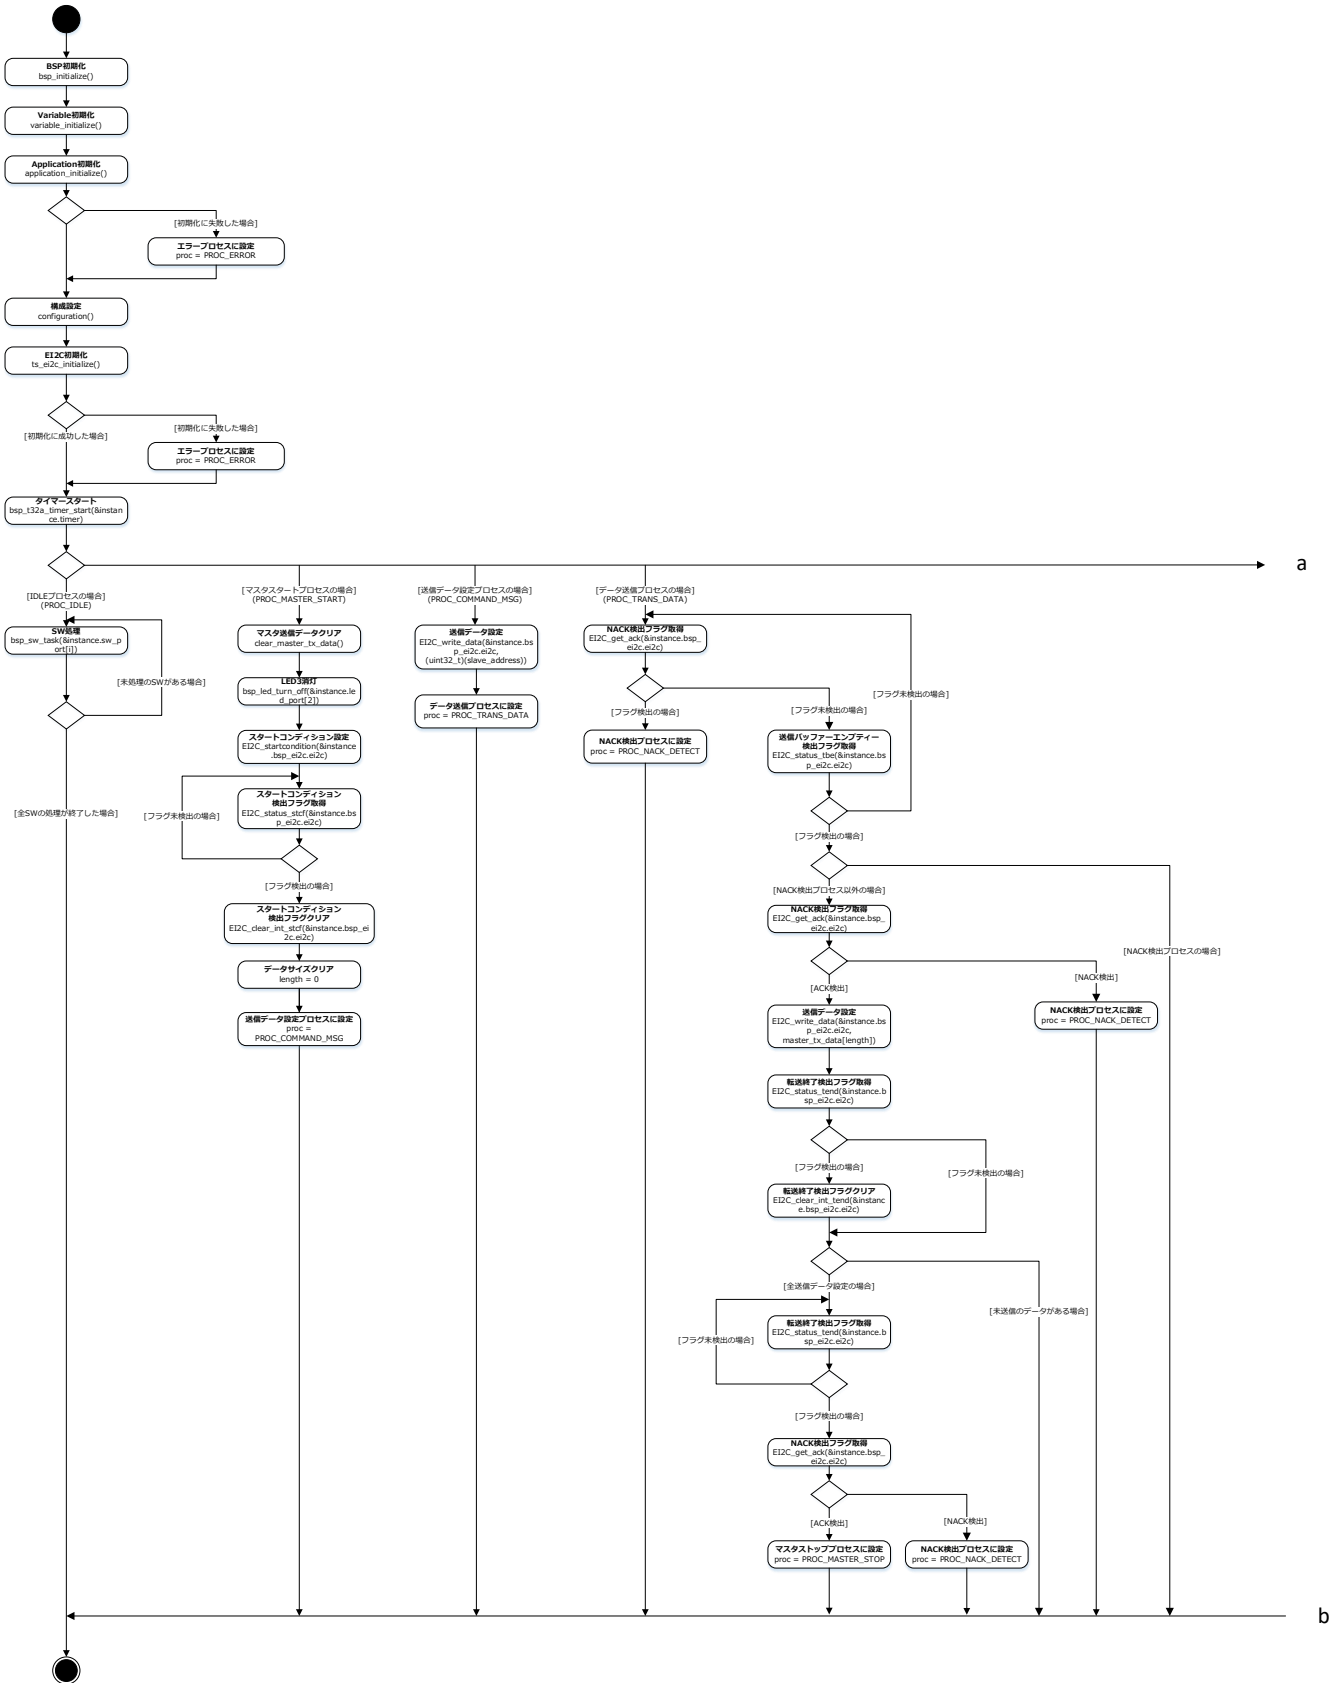 BSP初期化
bsp_initialize()
Variable初期化
variable_initialize()
Application初期化
application_initialize()
[初期化に失敗した場合]
エラープロセスに設定
proc = PROC_ERROR
構成設定
configuration()
EI2C初期化
ts_ei2c_initialize()
[初期化に成功した場合]
[初期化に失敗した場合]
エラープロセスに設定
proc = PROC_ERROR
タイマースタート
bsp_t32a_timer_start(&instan
ce.timer)
a
[IDLEプロセスの場合]
(PROC_IDLE)
SW処理
bsp_sw_task(&instance.sw_p
ort[i])
[未処理のSWがある場合]
[全SWの処理が終了した場合]
[マスタスタートプロセスの場合]
(PROC_MASTER_START)
マスタ送信データクリア
clear_master_tx_data()
LED3消灯
bsp_led_turn_off(&instance.le
d_port[2])
スタートコンディション設定
EI2C_startcondition(&instance
.bsp_ei2c.ei2c)
スタートコンディション
検出フラグ取得
EI2C_status_stcf(&instance.bs
p_ei2c.ei2c)
[フラグ未検出の場合]
[フラグ検出の場合]
スタートコンディション
検出フラグクリア
EI2C_clear_int_stcf(&instance.bsp_ei
2c.ei2c)
データサイズクリア
length = 0
送信データ設定プロセスに設定
proc =
PROC_COMMAND_MSG
[送信データ設定プロセスの場合]
(PROC_COMMAND_MSG)
送信データ設定
EI2C_write_data(&instance.bs
p_ei2c.ei2c,
(uint32_t)(slave_address))
データ送信プロセスに設定
proc = PROC_TRANS_DATA
[データ送信プロセスの場合]
(PROC_TRANS_DATA)
NACK検出フラグ取得
EI2C_get_ack(&instance.bsp_
ei2c.ei2c)
[フラグ検出の場合]
NACK検出プロセスに設定
proc = PROC_NACK_DETECT
[フラグ未検出の場合]
[フラグ未検出の場合]
送信バッファーエンプティー
検出フラグ取得
EI2C_status_tbe(&instance.bs
p_ei2c.ei2c)
[フラグ検出の場合]
[NACK検出プロセス以外の場合]
[NACK検出プロセスの場合]
NACK検出フラグ取得
EI2C_get_ack(&instance.bsp_
ei2c.ei2c)
[ACK検出]
[NACK検出]
NACK検出プロセスに設定
proc = PROC_NACK_DETECT
送信データ設定
EI2C_write_data(&instance.bs
p_ei2c.ei2c,
master_tx_data[length])
転送終了検出フラグ取得
EI2C_status_tend(&instance.b
sp_ei2c.ei2c)
[フラグ検出の場合]
[フラグ未検出の場合]
転送終了検出フラグクリア
EI2C_clear_int_tend(&instanc
e.bsp_ei2c.ei2c)
[全送信データ設定の場合]
[未送信のデータがある場合]
転送終了検出フラグ取得
EI2C_status_tend(&instance.b
sp_ei2c.ei2c)
[フラグ未検出の場合]
[フラグ検出の場合]
NACK検出フラグ取得
EI2C_get_ack(&instance.bsp_
ei2c.ei2c)
[ACK検出]
[NACK検出]
マスタストッププロセスに設定
proc = PROC_MASTER_STOP
NACK検出プロセスに設定
proc = PROC_NACK_DETECT
b